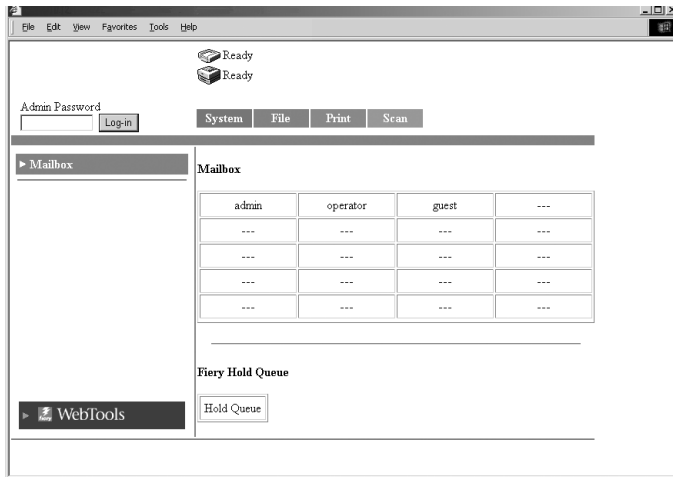 File Edit View Favorites Tools Help
Ready
Ready
Admin Password
Log-in
System File Print Scan
Mailbox
Mailbox
admin operator guest ---
--- --- --- ---
--- --- --- ---
--- --- --- ---
--- --- --- ---
Fiery Hold Queue
Hold Queue
WebTools